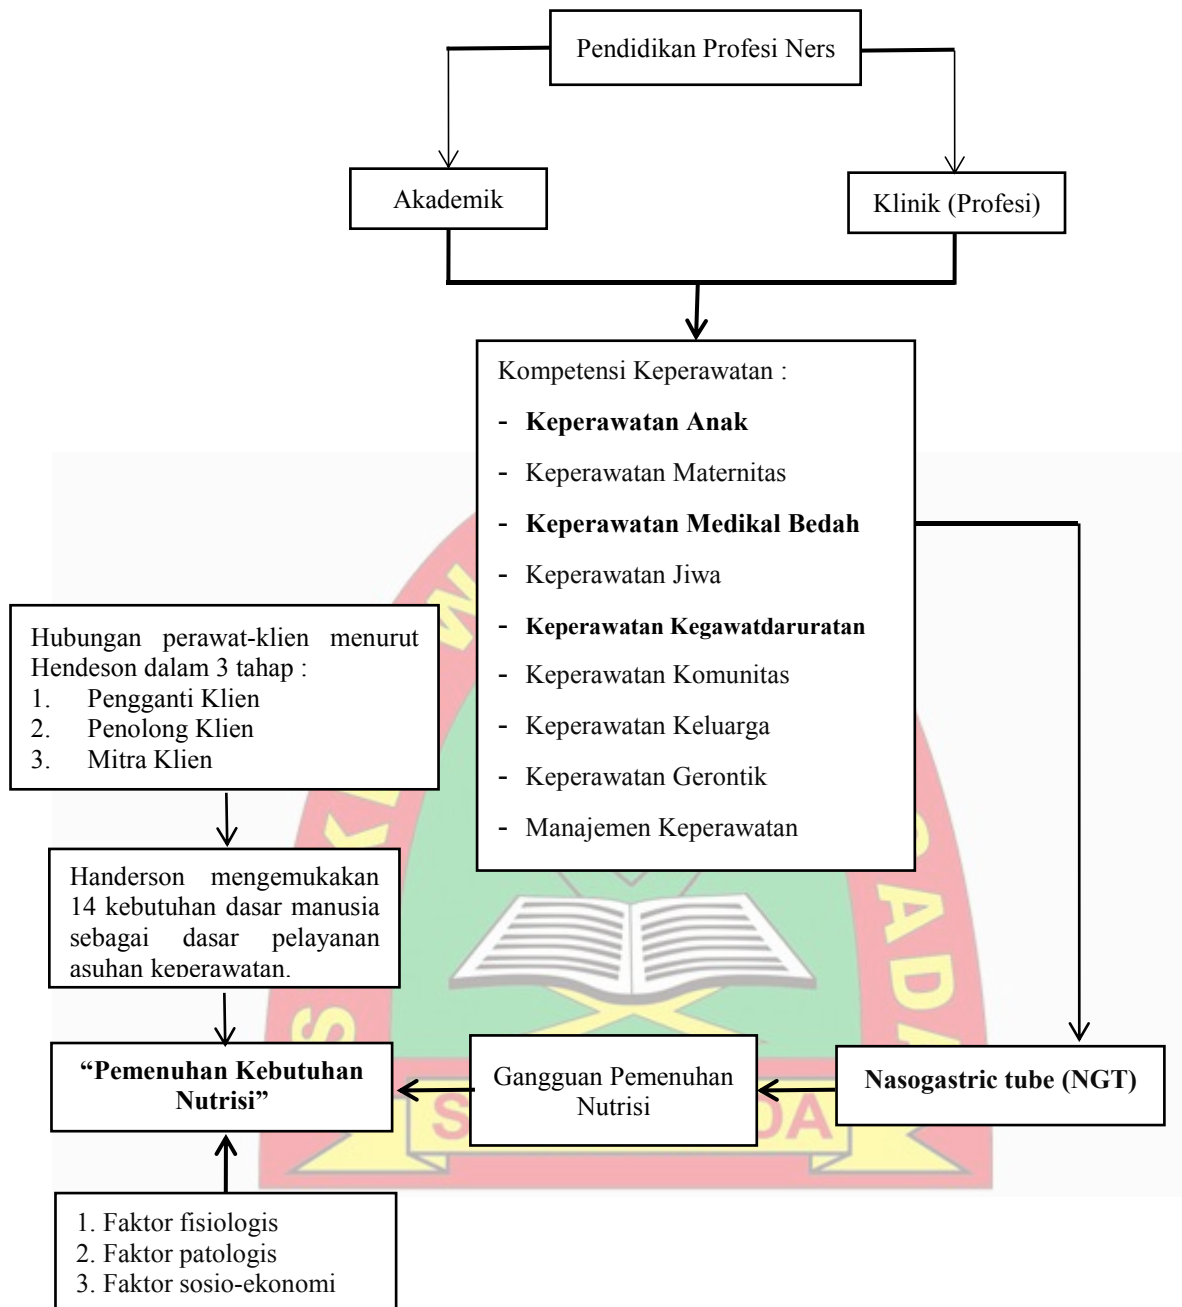 Pendidikan Profesi Ners
Akademik
Klinik (Profesi)
Kompetensi Keperawatan :
- Keperawatan Anak
- Keperawatan Maternitas
- Keperawatan Medikal Bedah
- Keperawatan Jiwa
- Keperawatan Kegawatdaruratan
- Keperawatan Komunitas
- Keperawatan Keluarga
- Keperawatan Gerontik
- Manajemen Keperawatan
Hubungan perawat-klien menurut
Hendeson dalam 3 tahap :
1. Pengganti Klien
2. Penolong Klien
3. Mitra Klien
Handerson mengemukakan
14 kebutuhan dasar manusia
sebagai dasar pelayanan
asuhan keperawatan.
“Pemenuhan Kebutuhan
Nutrisi”
Gangguan Pemenuhan
Nutrisi
Nasogastric tube (NGT)
1. Faktor fisiologis
2. Faktor patologis
3. Faktor sosio-ekonomi